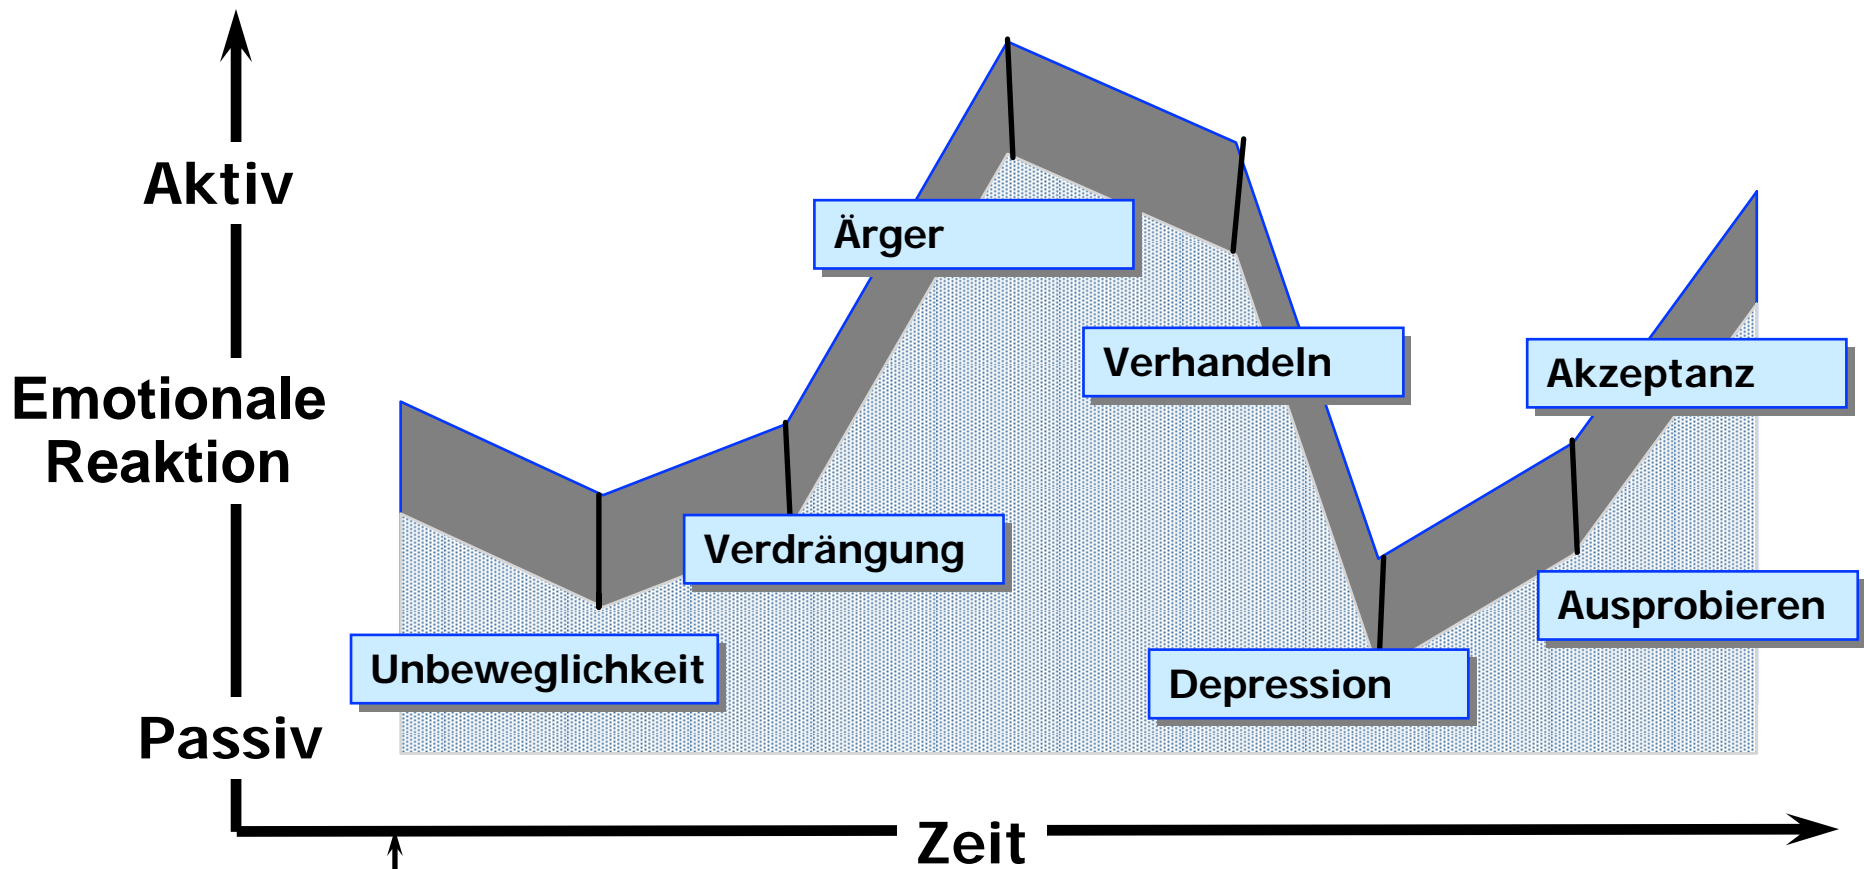 Aktiv
Ärger
Verhandeln
Akzeptanz
Emotionale
Reaktion
Verdrängung
Ausprobieren
Unbeweglichkeit
Depression
Passiv
Zeit